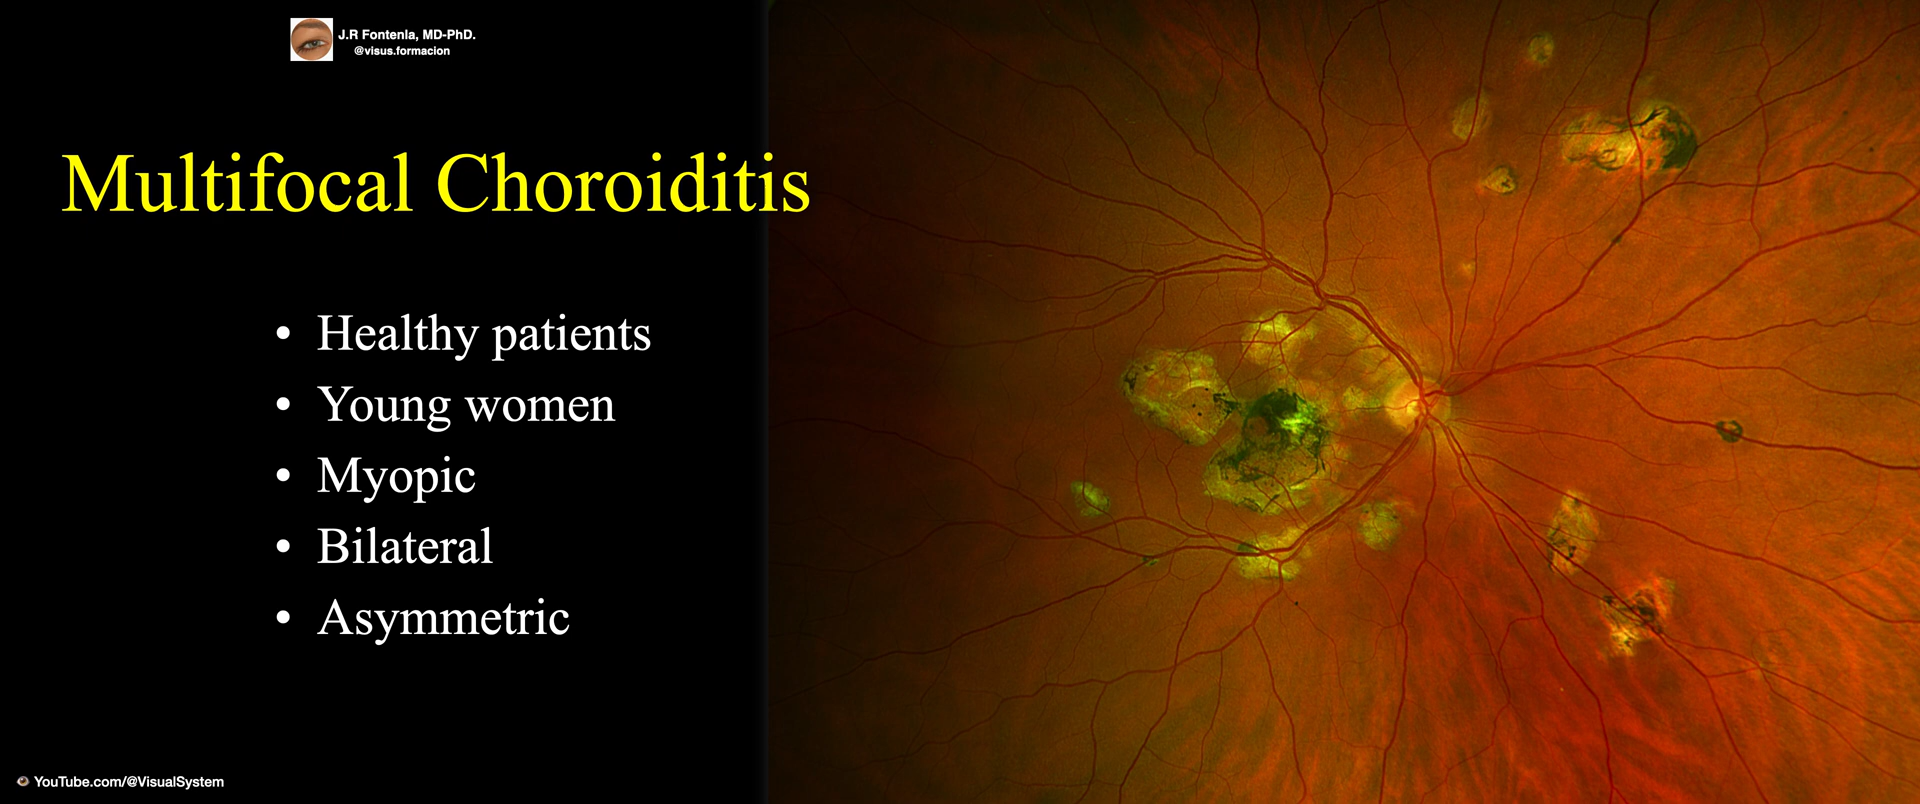 J.R Fontenla, MD-PhD.
@visus.formacion
Multifocal Choroiditis
• Healthy patients
• Young women
• Myopic
• Bilateral
• Asymmetric
YouTube.com/@VisualSystem